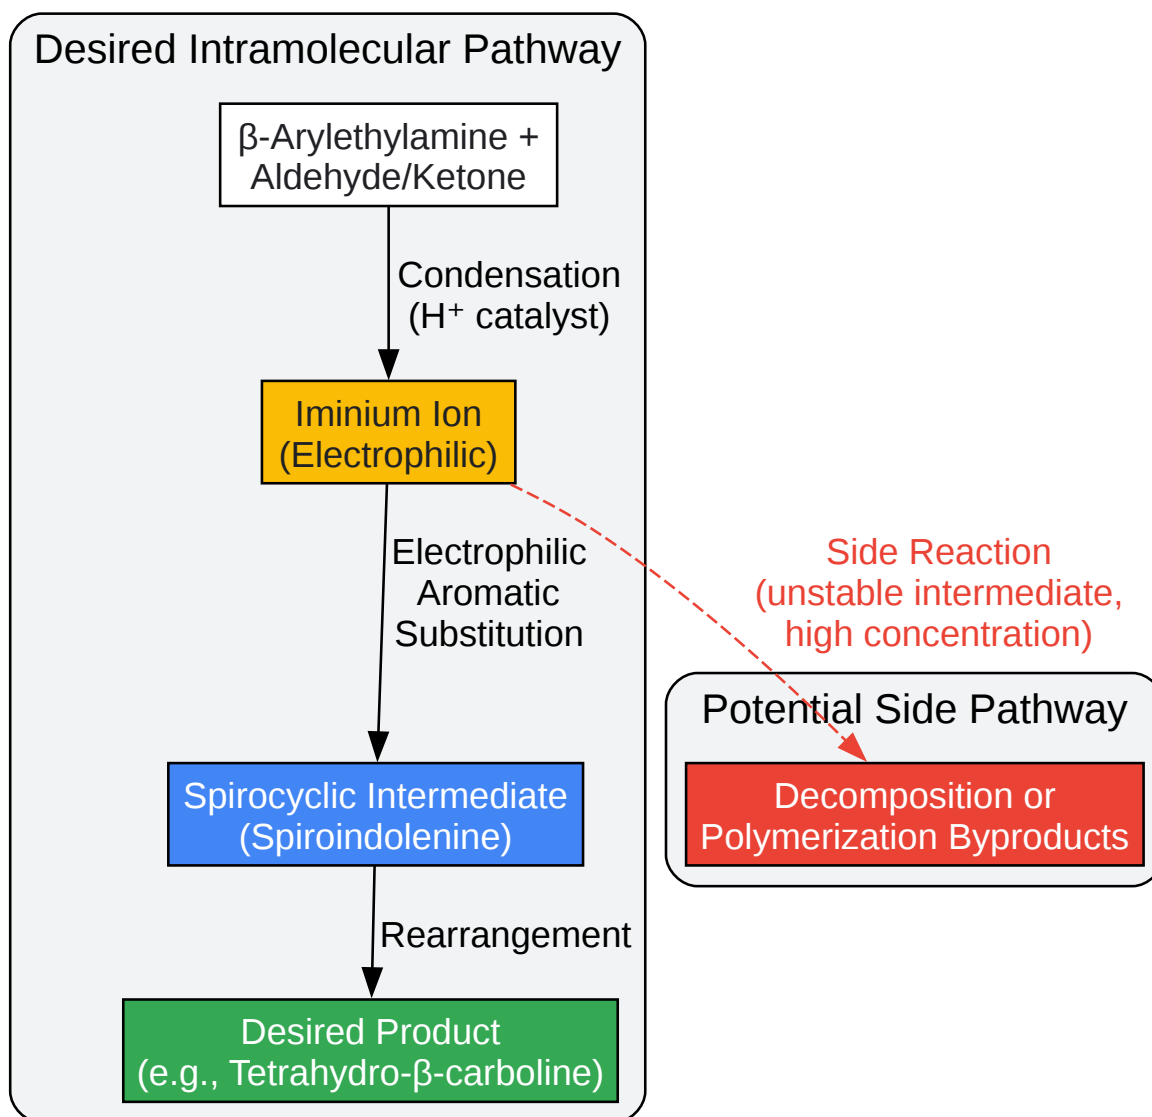 Desired Intramolecular Pathway
β-Arylethylamine +
Aldehyde/Ketone
Condensation
(H⁺ catalyst)
Iminium Ion
(Electrophilic)
Electrophilic
Aromatic
Substitution
Side Reaction
(unstable intermediate,
high concentration)
Potential Side Pathway
Spirocyclic Intermediate
(Spiroindolenine)
Decomposition or
Polymerization Byproducts
Rearrangement
Desired Product
(e.g., Tetrahydro-β-carboline)